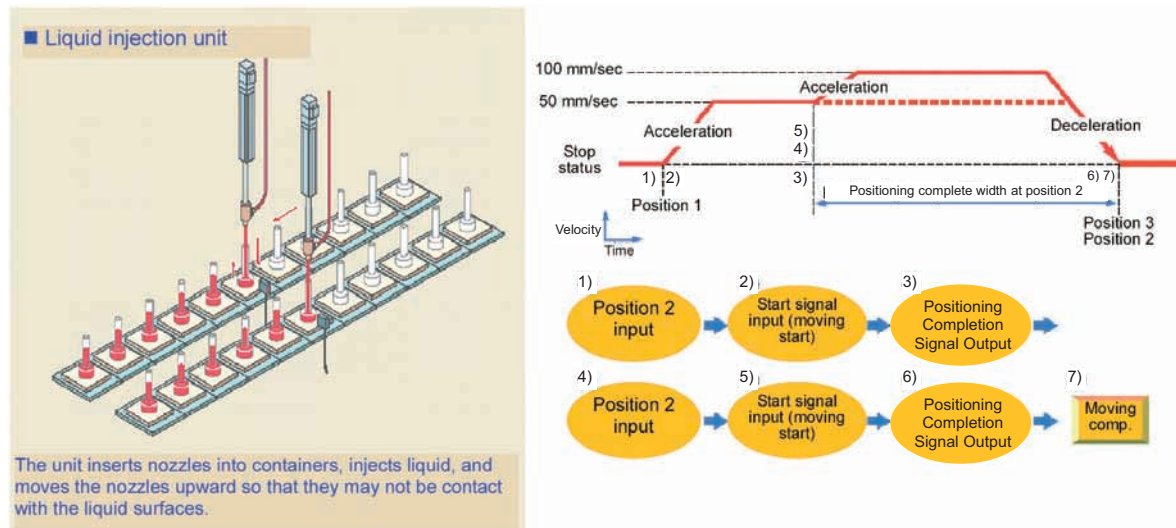 ■ Liquid injection unit
The unit inserts nozzles into containers, injects liquid, and
moves the nozzles upward so that they may not be contact
with the liquid surfaces.
100 mm/sec
50 mm/sec
Acceleration
Acceleration
Deceleration
Stop
status
5)
4)
1) 2)
3)
6) 7)
Positioning complete width at position 2
Position 1
Position 3
Position 2
Velocity
Time
1)
Position 2
input
2)
Start signal
input (moving
start)
3)
Positioning
Completion
Signal Output
4)
Position 2
input
5)
Start signal
input (moving
start)
6)
Positioning
Completion
Signal Output
7)
Moving
comp.